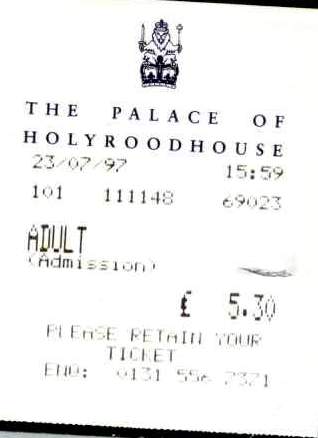 THE PALACE OF
HOLYROODHOUSE
23/07/97 15:59
101 111148 69023
ADULT
(Admission)
£ 5.30
PLEASE RETAIN YOUR
TICKET
ENQ: 0131 556 7371